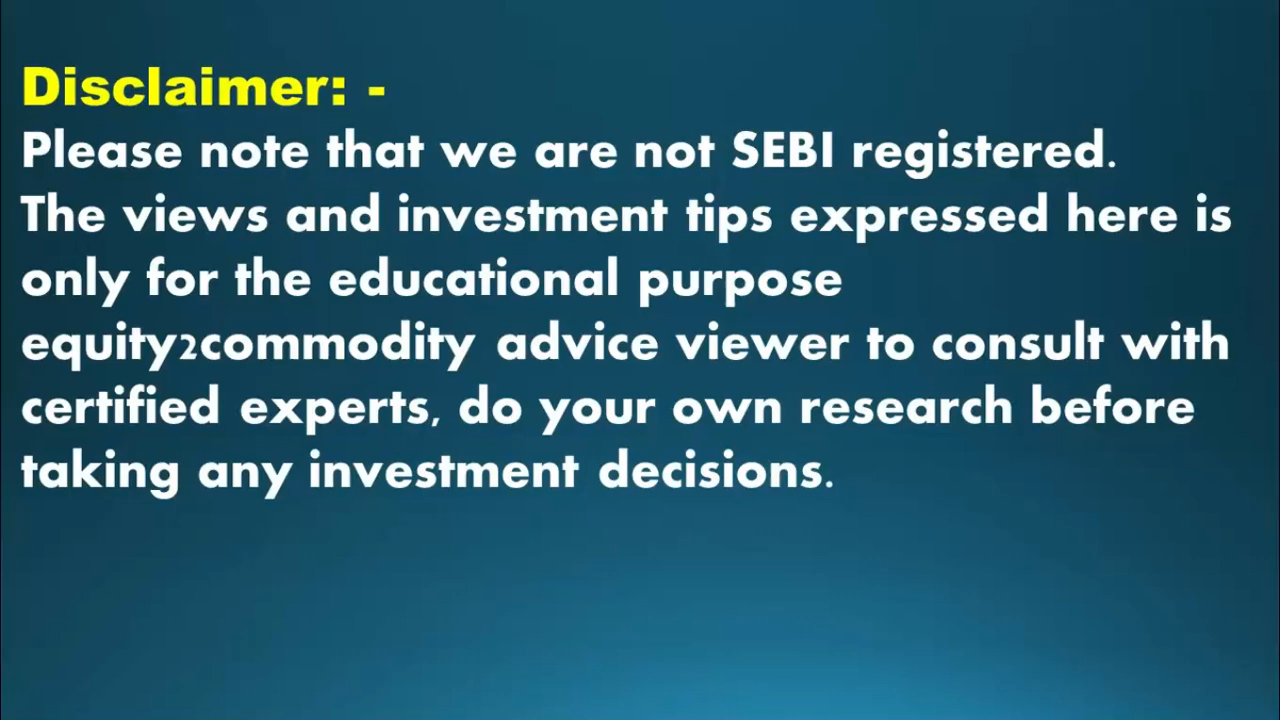 Disclaimer: -
Please note that we are not SEBI registered.
The views and investment tips expressed here is
only for the educational purpose
equity2commodity advice viewer to consult with
certified experts, do your own research before
taking any investment decisions.